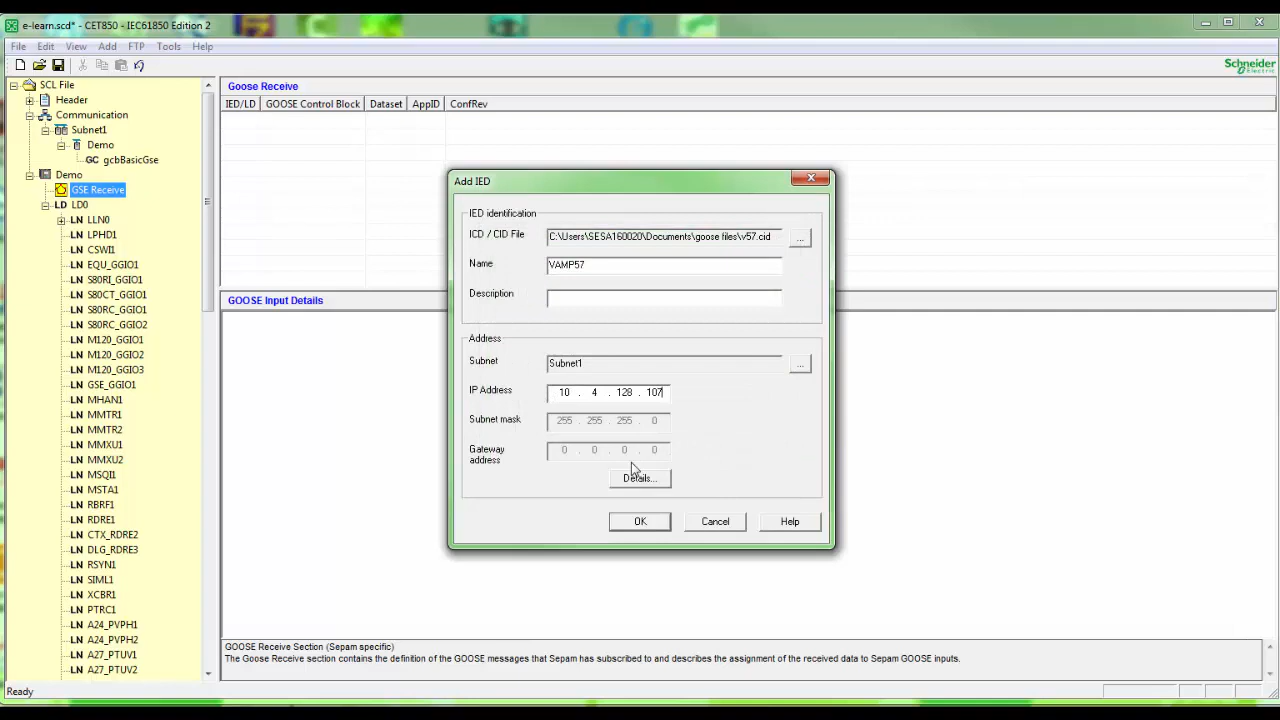 e-learn.scd* - CET850 - IEC61850 Edition 2
File Edit View Add FTP Tools Help
Schneider
Electric
SCL File
Header
Communication
Subnet1
Demo
GC gcbBasicGse
Demo
GSE Receive
LD LD0
LN LLN0
LN LPHD1
LN CSWI1
LN EQU_GGIO1
LN S80RI_GGIO1
LN S80CT_GGIO1
LN S80RC_GGIO1
LN S80RC_GGIO2
LN M120_GGIO1
LN M120_GGIO2
LN M120_GGIO3
LN GSE_GGIO1
LN MHAN1
LN MMTR1
LN MMTR2
LN MMXU1
LN MMXU2
LN MSQI1
LN MSTA1
LN RBRF1
LN RDRE1
LN CTX_RDRE2
LN DLG_RDRE3
LN RSYN1
LN SIML1
LN XCBR1
LN PTRC1
LN A24_PVPH1
LN A24_PVPH2
LN A27_PTUV1
LN A27_PTUV2
Goose Receive
IED/LD GOOSE Control Block Dataset AppID ConfRev
GOOSE Input Details
Add IED
IED identification
ICD / CID File C:\Users\SESA160020\Documents\goose files\v57.cid ...
Name VAMP57
Description
Address
Subnet Subnet1 ...
IP Address 10 . 4 . 128 . 107
Subnet mask 255 . 255 . 255 . 0
Gateway address 0 . 0 . 0 . 0
Details...
OK Cancel Help
GOOSE Receive Section (Sepam specific)
The Goose Receive section contains the definition of the GOOSE messages that Sepam has subscribed to and describes the assignment of the received data to Sepam GOOSE inputs.
Ready